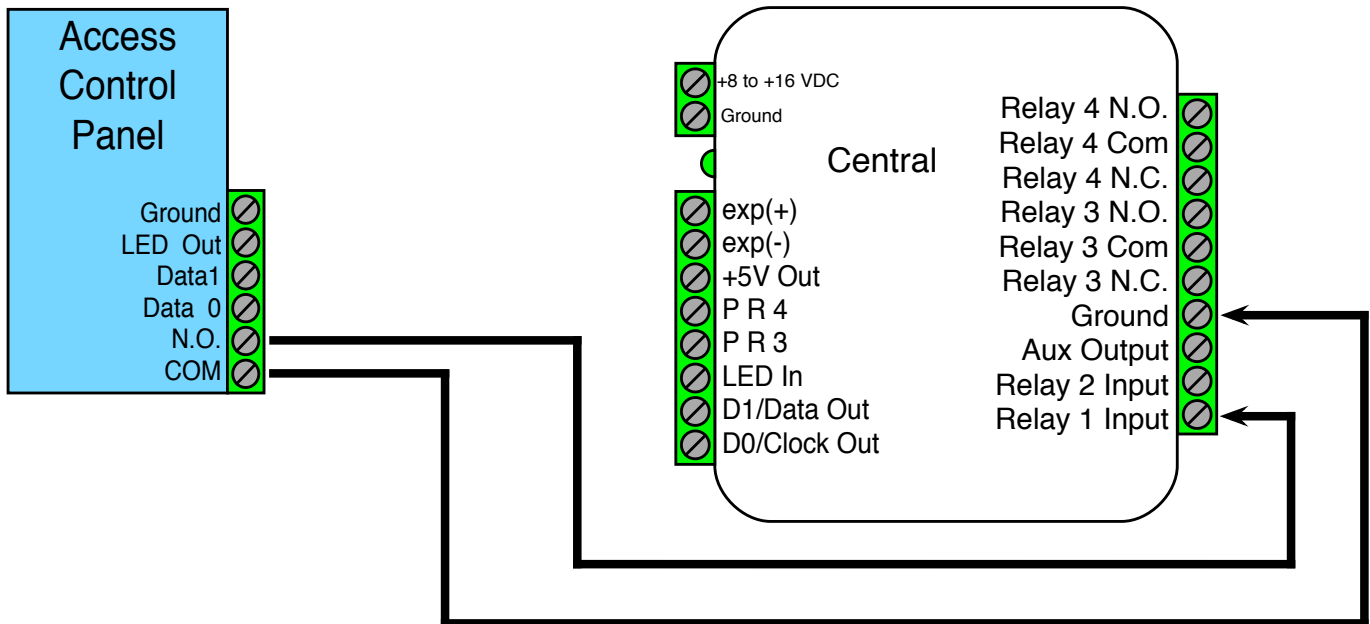 Access
Control
Panel
Ground
LED Out
Data1
Data 0
N.O.
COM
+8 to +16 VDC
Ground
Central
exp(+)
exp(-)
+5V Out
P R 4
P R 3
LED In
D1/Data Out
D0/Clock Out
Relay 4 N.O.
Relay 4 Com
Relay 4 N.C.
Relay 3 N.O.
Relay 3 Com
Relay 3 N.C.
Ground
Aux Output
Relay 2 Input
Relay 1 Input